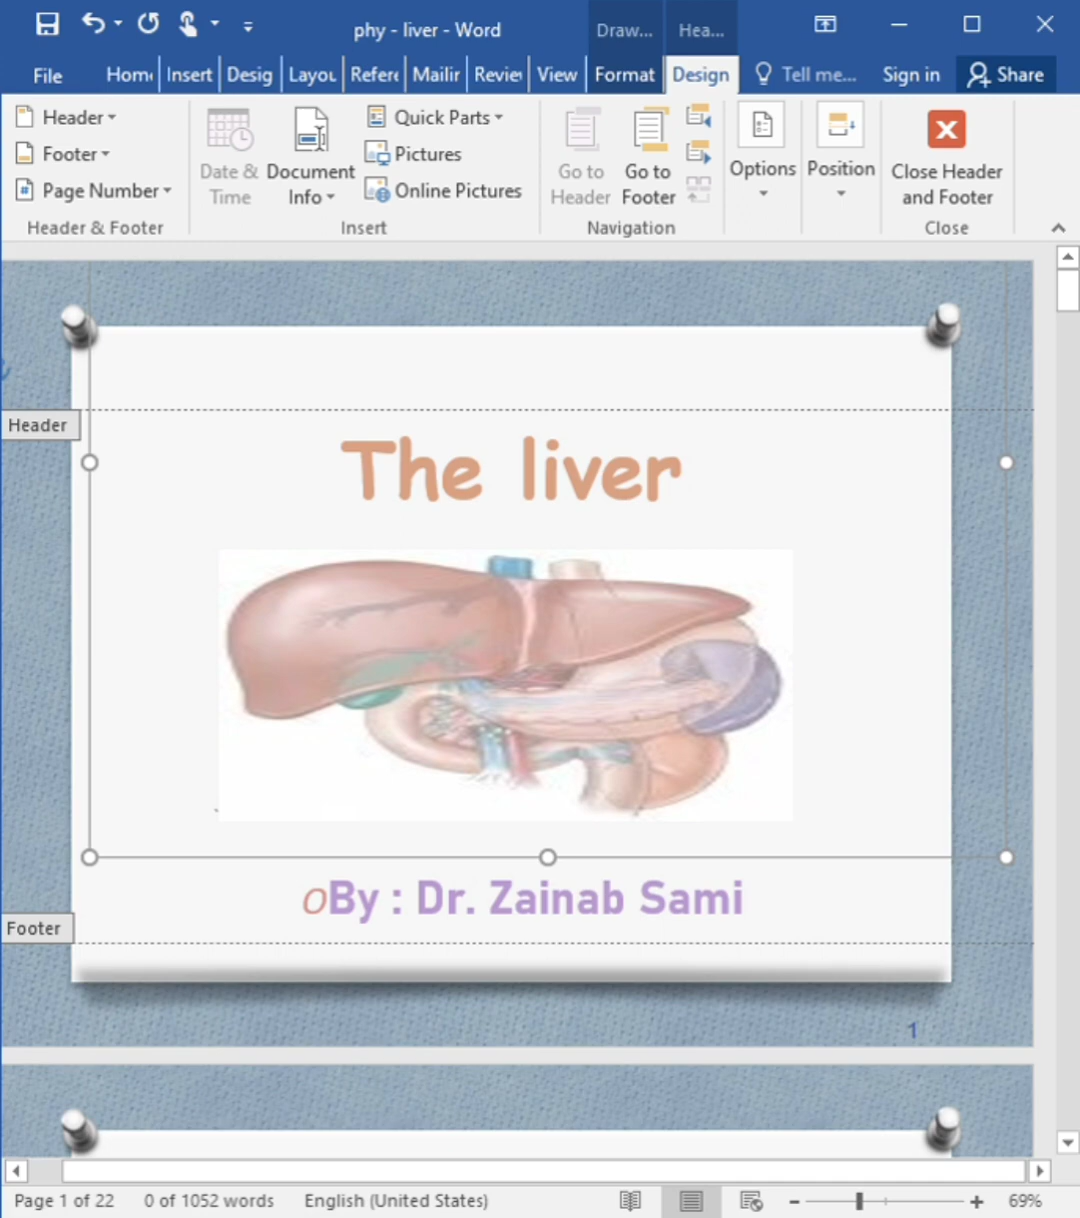 phy - liver - Word
Draw...
Hea...
File
Hom
Insert
Desig
Layou
Refere
Mailir
Revie
View
Format
Design
Tell me...
Sign in
Share
Header
Footer
Page Number
Header & Footer
Date & Time
Document Info
Quick Parts
Pictures
Online Pictures
Insert
Go to Header
Go to Footer
Navigation
Options
Position
Close Header and Footer
Close
Header
The liver
oBy : Dr. Zainab Sami
Footer
1
Page 1 of 22
0 of 1052 words
English (United States)
69%